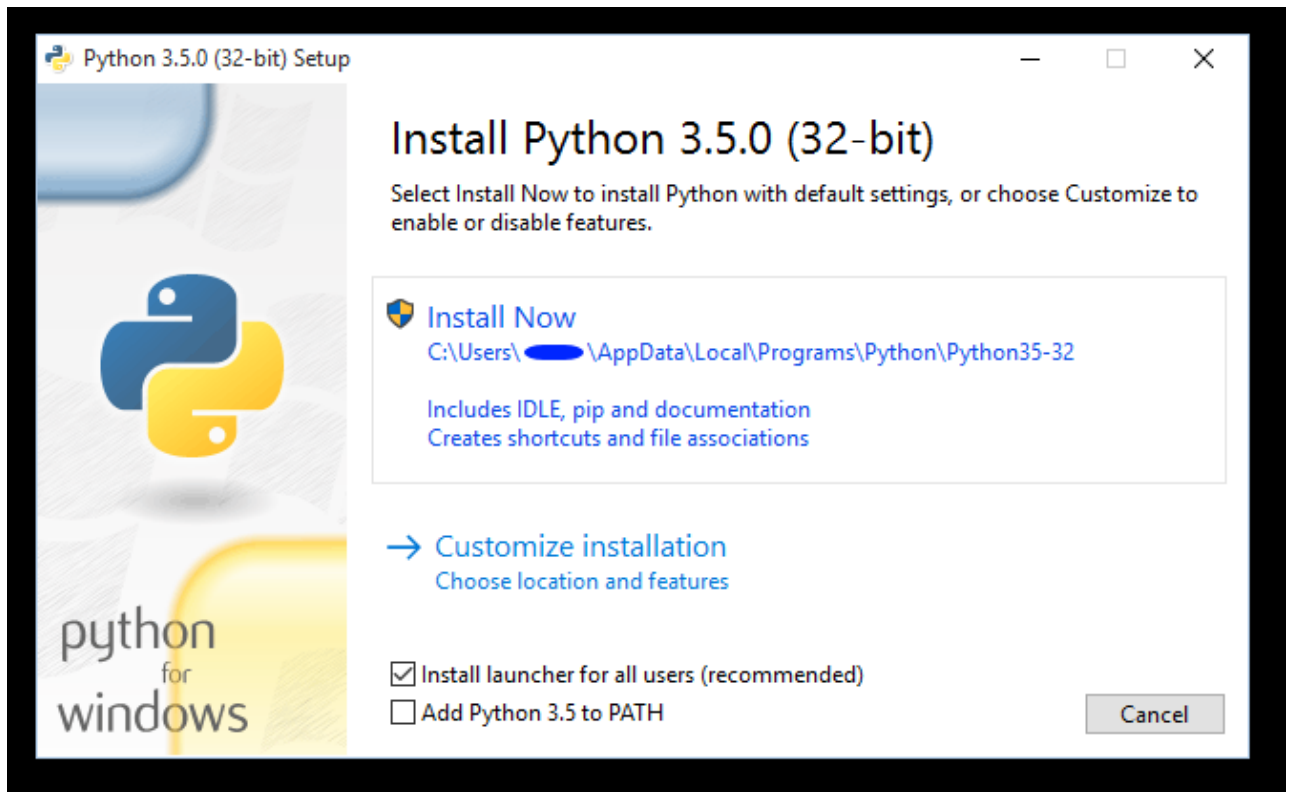 Python 3.5.0 (32-bit) Setup
Install Python 3.5.0 (32-bit)
Select Install Now to install Python with default settings, or choose Customize to
enable or disable features.
Install Now
C:\Users\ \AppData\Local\Programs\Python\Python35-32
Includes IDLE, pip and documentation
Creates shortcuts and file associations
Customize installation
Choose location and features
python
for
windows
Install launcher for all users (recommended)
Add Python 3.5 to PATH
Cancel